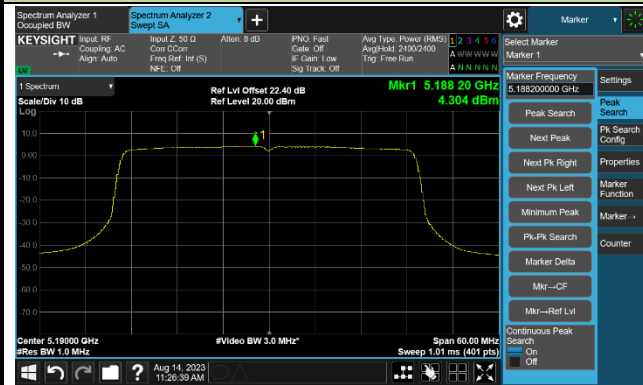 Spectrum Analyzer 1
Occupied BW
Spectrum Analyzer 2
Swept SA
Marker
KEYSIGHT
Input: RF
Coupling: AC
Align: Auto
Input Z: 50 Ω
Corr CCorr
Freq Ref: Int (S)
NFE: Off
Atten: 8 dB
PNO: Fast
Gate: Off
IF Gain: Low
Sig Track: Off
Avg Type: Power (RMS)
Avg|Hold: 2400/2400
Trig: Free Run
1 2 3 4 5 6
A W W W W W
A N N N N N
LXI
Select Marker
Marker 1
1 Spectrum
Scale/Div 10 dB
Log
Ref Lvl Offset 22.40 dB
Ref Level 20.00 dBm
Mkr1 5.188 20 GHz
4.304 dBm
Marker Frequency
5.188200000 GHz
Peak Search
Next Peak
Next Pk Right
Next Pk Left
Minimum Peak
Pk-Pk Search
Marker Delta
Mkr→CF
Mkr→Ref Lvl
Continuous Peak
Search
On
Off
Settings
Peak
Search
Pk Search
Config
Properties
Marker
Function
Marker→
Counter
10.0
0.00
-10.0
-20.0
-30.0
-40.0
-50.0
-60.0
-70.0
1
Center 5.19000 GHz
#Res BW 1.0 MHz
#Video BW 3.0 MHz*
Span 60.00 MHz
Sweep 1.01 ms (401 pts)
?
Aug 14, 2023
11:26:39 AM